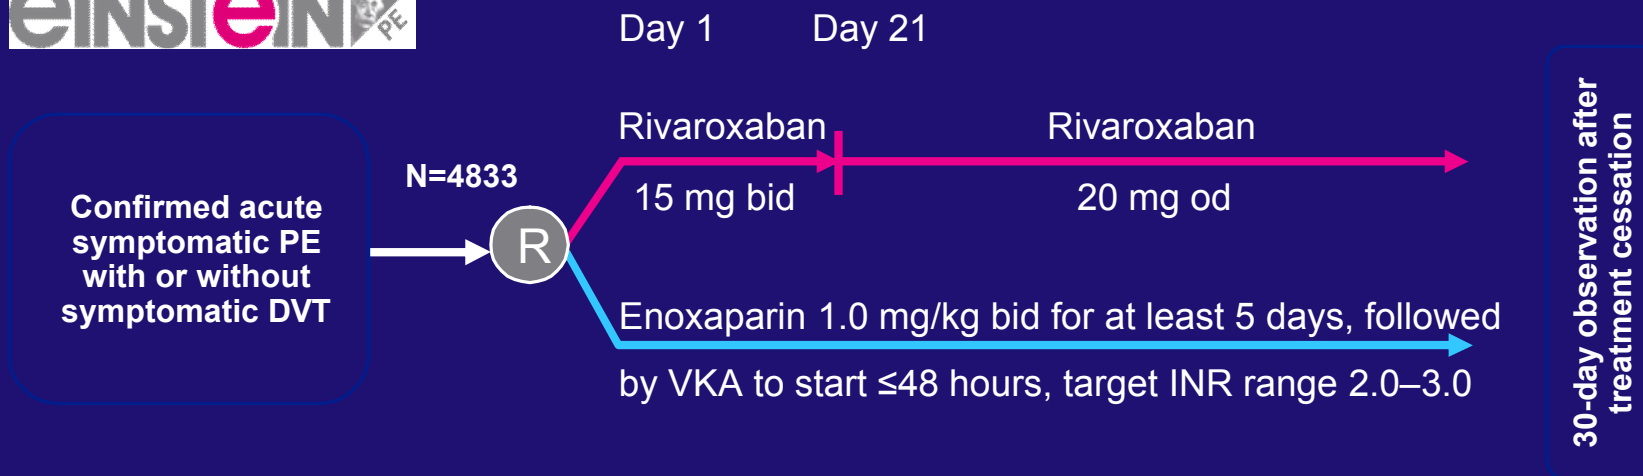 EINSTEIN PE
Day 1 Day 21
Confirmed acute
symptomatic PE
with or without
symptomatic DVT
N=4833
R
Rivaroxaban
15 mg bid
Rivaroxaban
20 mg od
Enoxaparin 1.0 mg/kg bid for at least 5 days, followed
by VKA to start ≤48 hours, target INR range 2.0–3.0
30-day observation after
treatment cessation